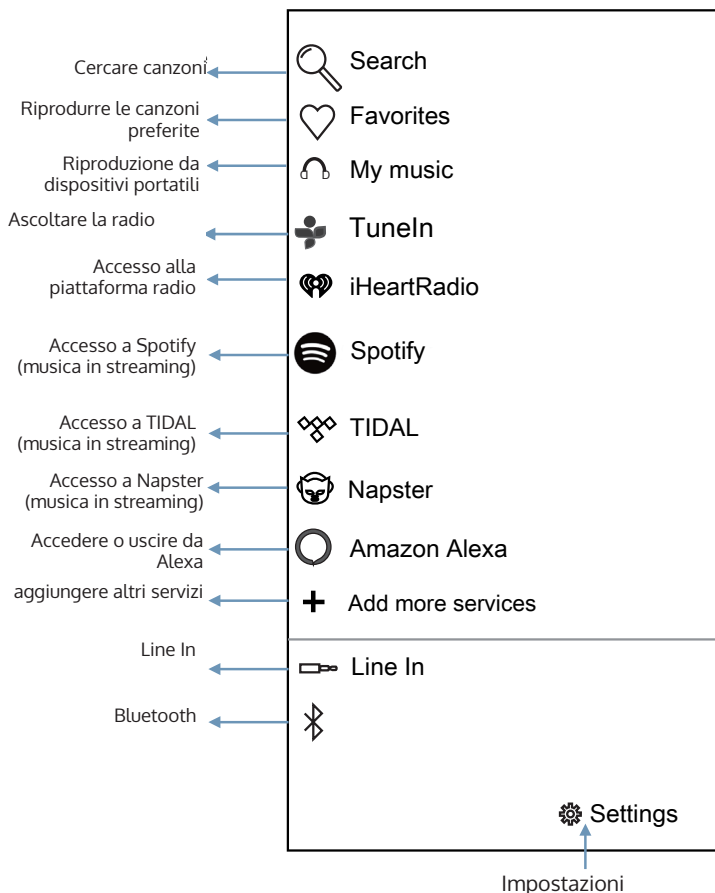 Cercare canzoni
Search
Riprodurre le canzoni
preferite
Favorites
Riproduzione da
dispositivi portatili
My music
Ascoltare la radio
TuneIn
Accesso alla
piattaforma radio
iHeartRadio
Accesso a Spotify
(musica in streaming)
Spotify
Accesso a TIDAL
(musica in streaming)
TIDAL
Accesso a Napster
(musica in streaming)
Napster
Accedere o uscire da
Alexa
Amazon Alexa
aggiungere altri servizi
Add more services
Line In
Line In
Bluetooth
Settings
Impostazioni